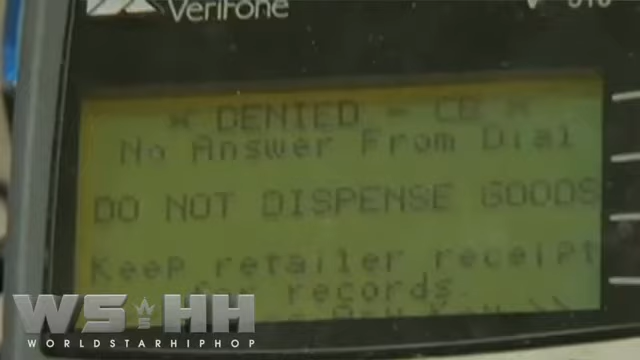 Verifone
* DENIED - CB *
No Answer From Dial
DO NOT DISPENSE GOODS
Keep retailer receipt
for records.
WSHH
WORLDSTARHIPHOP